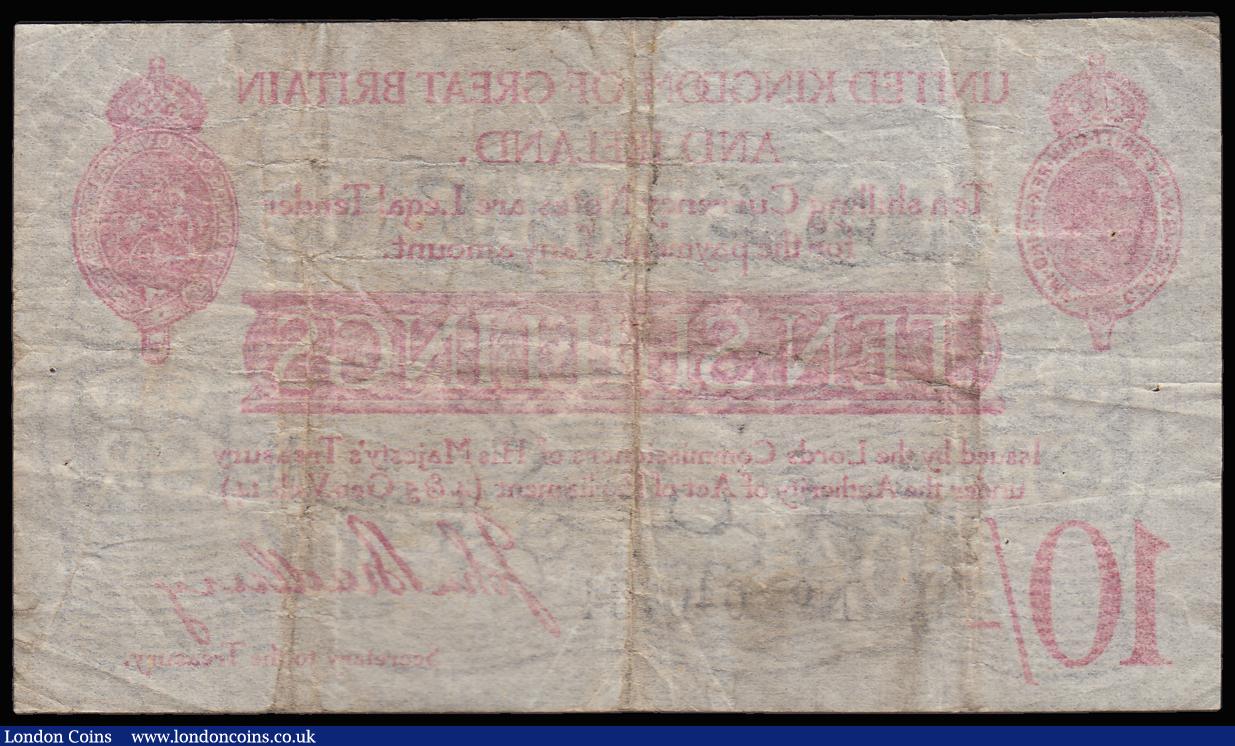 UNITED KINGDOM OF GREAT BRITAIN
AND IRELAND.
Ten shilling Currency Notes are Legal Tender
for the payment of any amount.
TEN SHILLINGS
Issued by the Lords Commissioners of His Majesty's Treasury
under the Authority of Act of Parliament (4 & 5 Geo.V.ch.14)
John Bradbury
10/-
Secretary to the Treasury.
London Coins www.londoncoins.co.uk